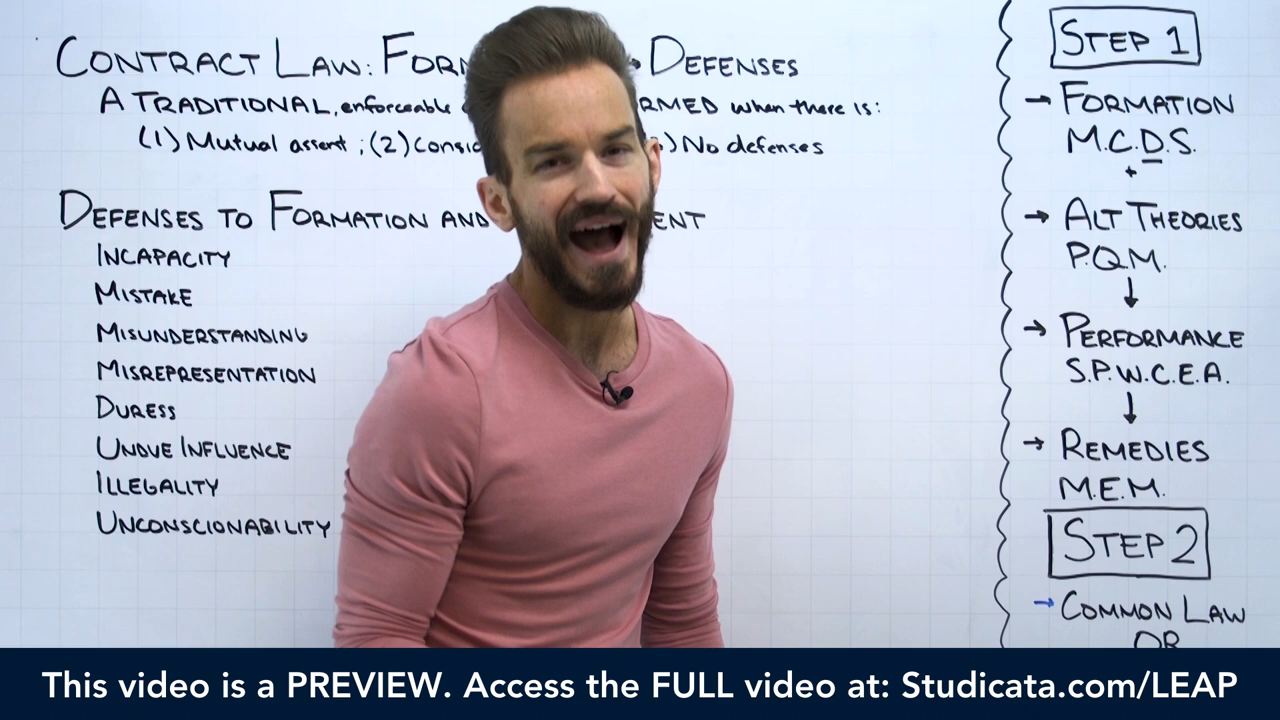 CONTRACT LAW: FORM DEFENSES
A TRADITIONAL, enforceable RMED when there is:
(1) Mutual assent ; (2) Consid ) No defenses
DEFENSES TO FORMATION AND ENT
INCAPACITY
MISTAKE
MISUNDERSTANDING
MISREPRESENTATION
DURESS
UNDUE INFLUENCE
ILLEGALITY
UNCONSCIONABILITY
STEP 1
→ FORMATION
M.C.D.S.
+
→ ALT THEORIES
P.Q.M.
↓
→ PERFORMANCE
S.P.W.C.E.A.
↓
→ REMEDIES
M.E.M.
STEP 2
→ COMMON LAW
OR
This video is a PREVIEW. Access the FULL video at: Studicata.com/LEAP